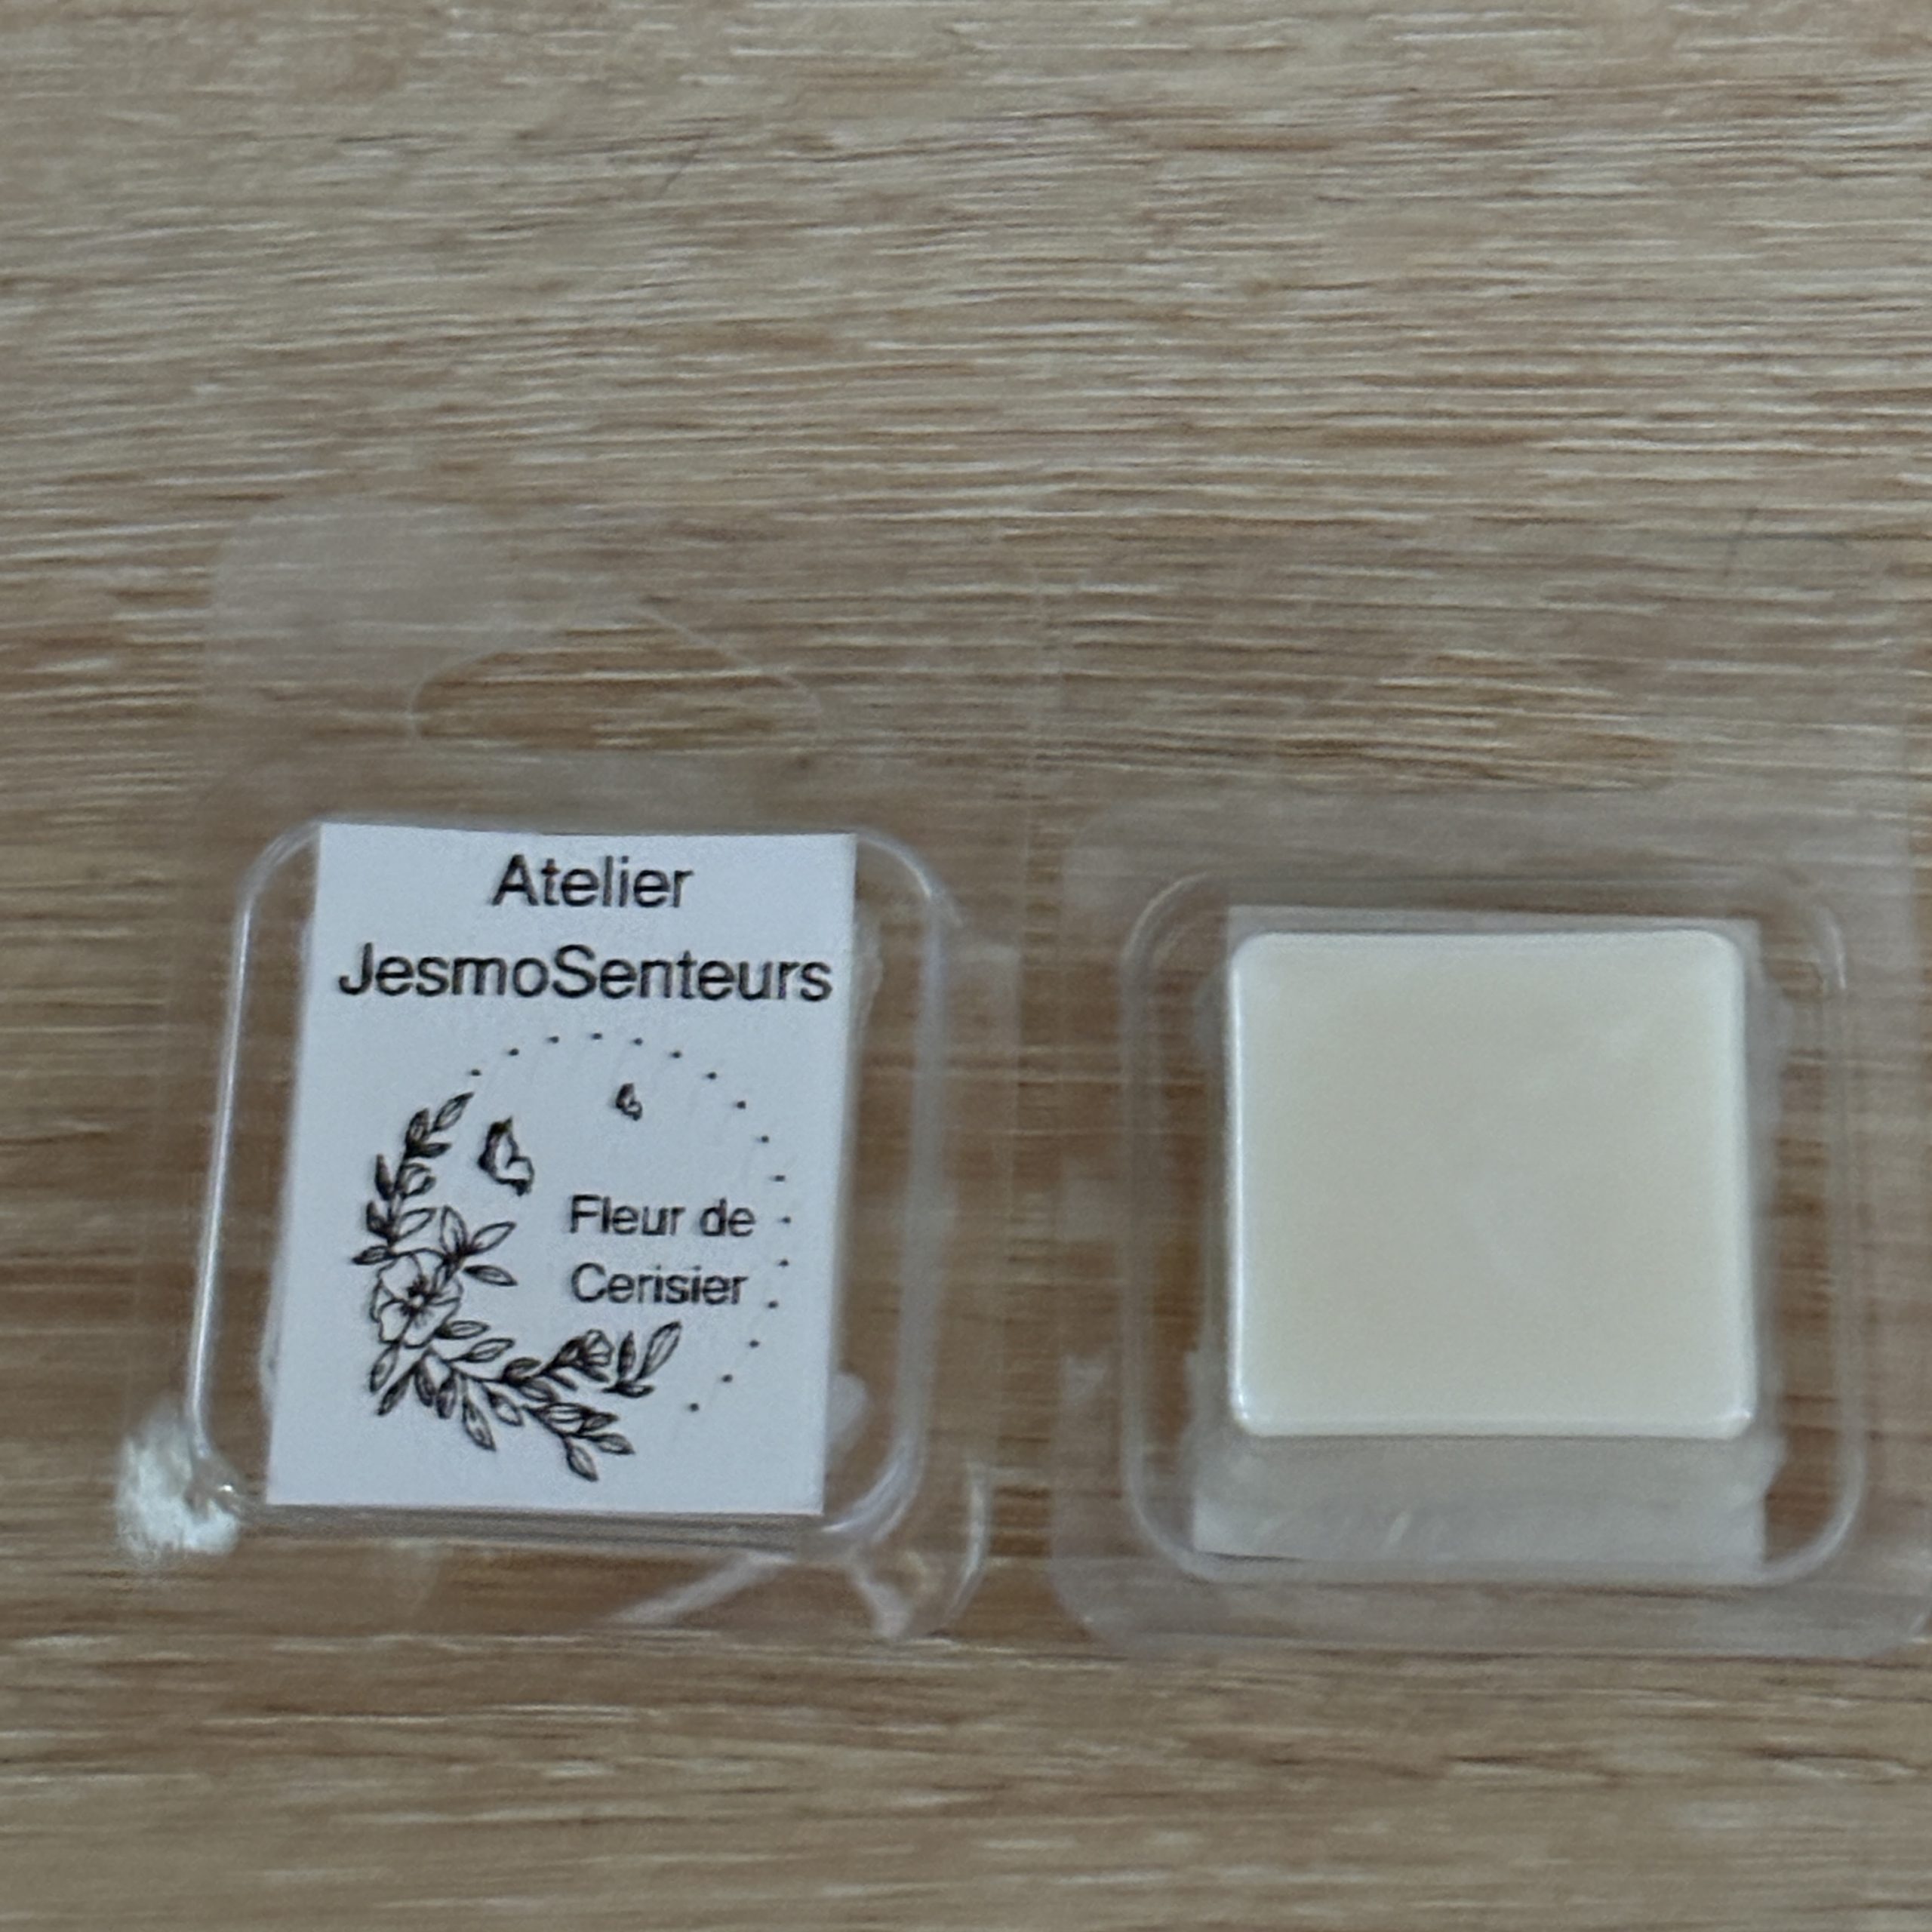 Atelier
JesmoSenteurs
Fleur de
Cerisier